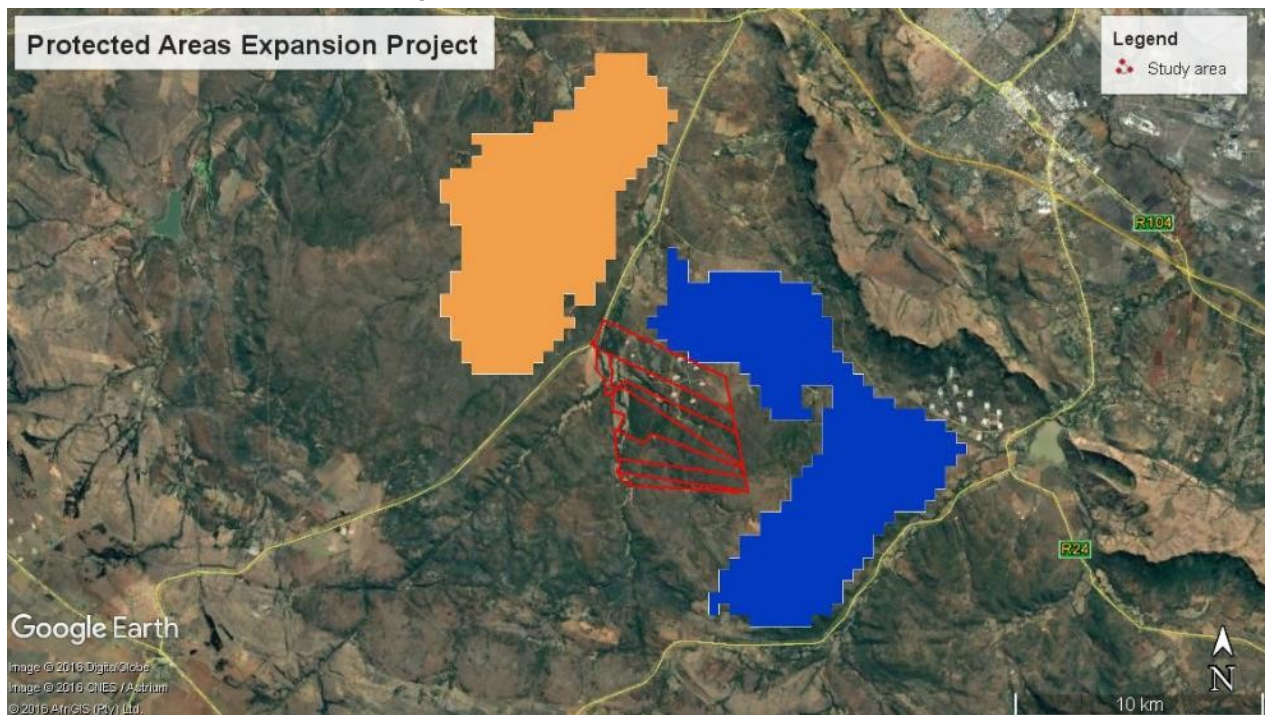 Protected Areas Expansion Project
Legend
Study area
R104
R24
Google Earth
Image © 2016 DigitalGlobe
Image © 2016 CNES / Astrium
© 2016 AfriGIS (Pty) Ltd.
N
10 km